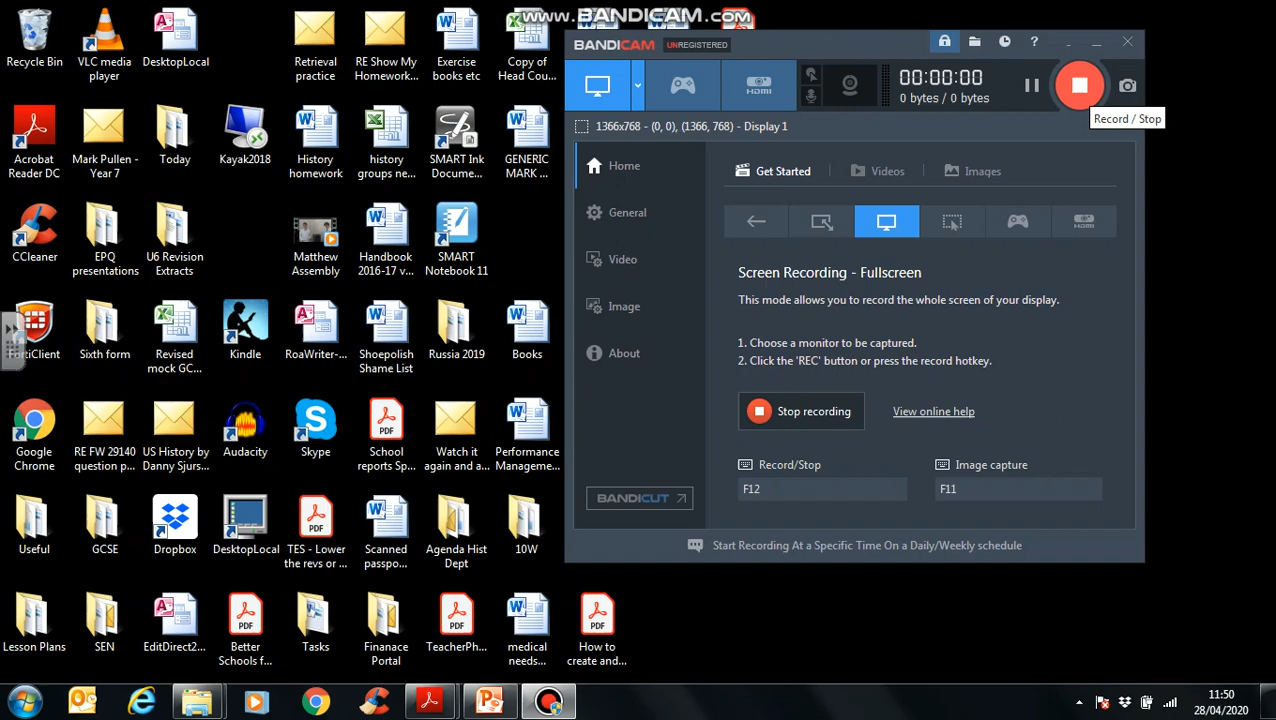 www.BANDICAM.com
Recycle Bin
VLC media
player
DesktopLocal
Retrieval
practice
RE Show My
Homework...
Exercise
books etc
Copy of
Head Cou...
Acrobat
Reader DC
Mark Pullen -
Year 7
Today
Kayak2018
History
homework
history
groups ne...
SMART Ink
Docume...
GENERIC
MARK ...
CCleaner
EPQ
presentations
U6 Revision
Extracts
Matthew
Assembly
Handbook
2016-17 v...
SMART
Notebook 11
FortiClient
Sixth form
Revised
mock GC...
Kindle
RoaWriter-...
Shoepolish
Shame List
Russia 2019
Books
Google
Chrome
RE FW 29140
question p...
US History by
Danny Sjurs...
Audacity
Skype
School
reports Sp...
Watch it
again and a...
Performance
Manageme...
Useful
GCSE
Dropbox
DesktopLocal
TES - Lower
the revs or ...
Scanned
passpo...
Agenda Hist
Dept
10W
Lesson Plans
SEN
EditDirect2...
Better
Schools f...
Tasks
Finanace
Portal
TeacherPh...
medical
needs...
How to
create and...
BANDICAM UNREGISTERED
00:00:00
0 bytes / 0 bytes
Record / Stop
1366x768 - (0, 0), (1366, 768) - Display 1
Home
General
Video
Image
About
BANDICUT
Get Started
Videos
Images
Screen Recording - Fullscreen
This mode allows you to record the whole screen of your display.
1. Choose a monitor to be captured.
2. Click the 'REC' button or press the record hotkey.
Stop recording
View online help
Record/Stop
F12
Image capture
F11
Start Recording At a Specific Time On a Daily/Weekly schedule
11:50
28/04/2020